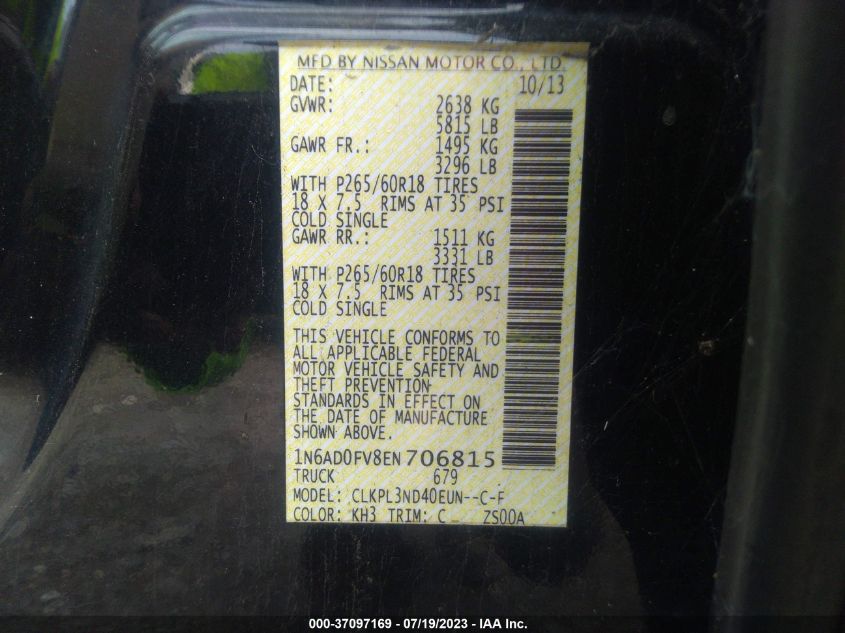 MFD BY NISSAN MOTOR CO., LTD.
DATE: 10/13
GVWR: 2638 KG
5815 LB
GAWR FR.: 1495 KG
3296 LB
WITH P265/60R18 TIRES
18 X 7.5 RIMS AT 35 PSI
COLD SINGLE
GAWR RR.: 1511 KG
3331 LB
WITH P265/60R18 TIRES
18 X 7.5 RIMS AT 35 PSI
COLD SINGLE
THIS VEHICLE CONFORMS TO
ALL APPLICABLE FEDERAL
MOTOR VEHICLE SAFETY AND
THEFT PREVENTION
STANDARDS IN EFFECT ON
THE DATE OF MANUFACTURE
SHOWN ABOVE.
1N6AD0FV8EN706815
TRUCK 679
MODEL: CLKPL3ND40EUN--C-F
COLOR: KH3 TRIM: C ZS00A
000-37097169 - 07/19/2023 - IAA Inc.